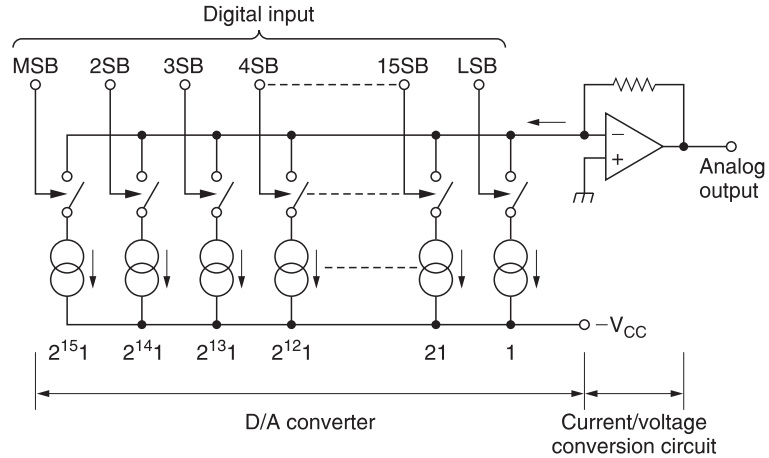 Digital input
MSB 2SB 3SB 4SB 15SB LSB
−
+
Analog
output
−V_CC
2^15 1 2^14 1 2^13 1 2^12 1 21 1
D/A converter
Current/voltage
conversion circuit